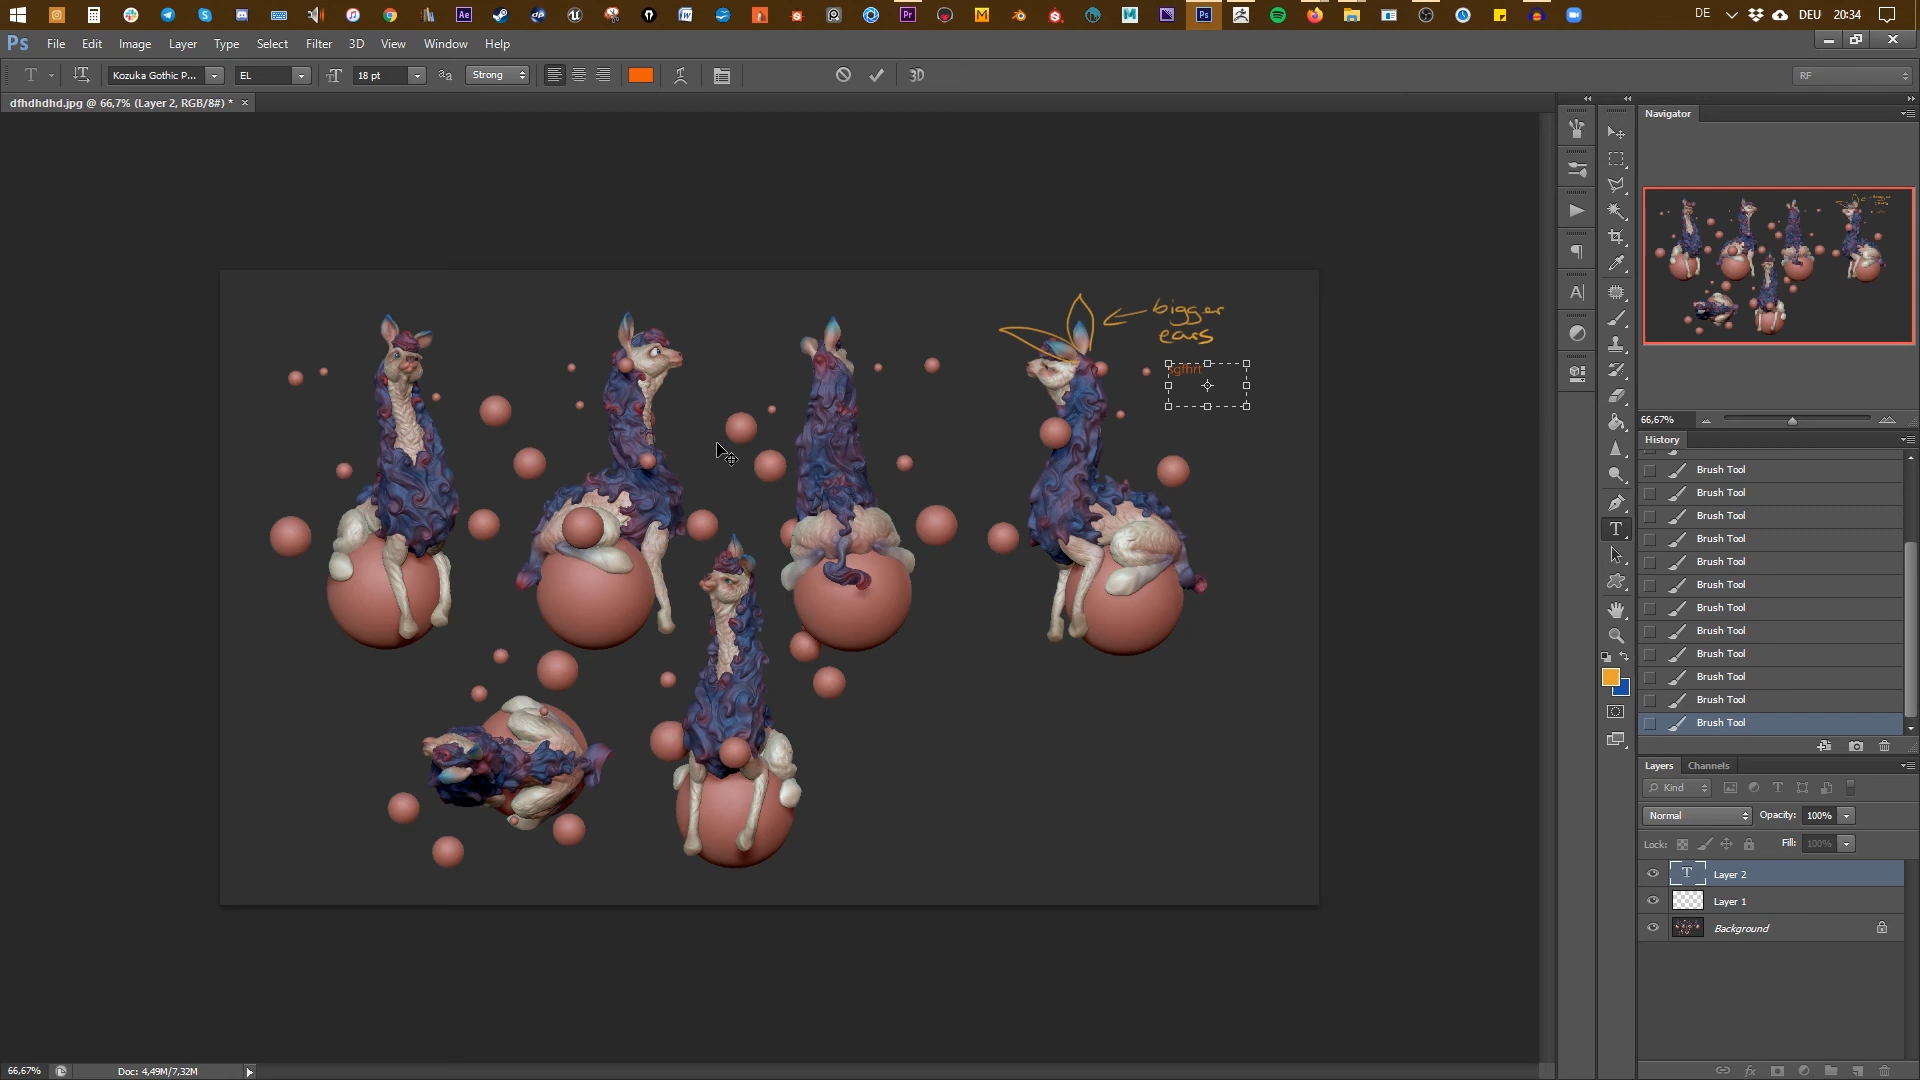 DE
DEU
20:34
Ps
File
Edit
Image
Layer
Type
Select
Filter
3D
View
Window
Help
Kozuka Gothic P...
EL
18 pt
Strong
3D
RF
dfhdhdhd.jpg @ 66,7% (Layer 2, RGB/8#) *
bigger
ears
sgfhrt
Navigator
66,67%
History
Brush Tool
Brush Tool
Brush Tool
Brush Tool
Brush Tool
Brush Tool
Brush Tool
Brush Tool
Brush Tool
Brush Tool
Brush Tool
Brush Tool
Layers
Channels
Kind
Normal
Opacity:
100%
Lock:
Fill:
100%
Layer 2
Layer 1
Background
66,67%
Doc: 4,49M/7,32M